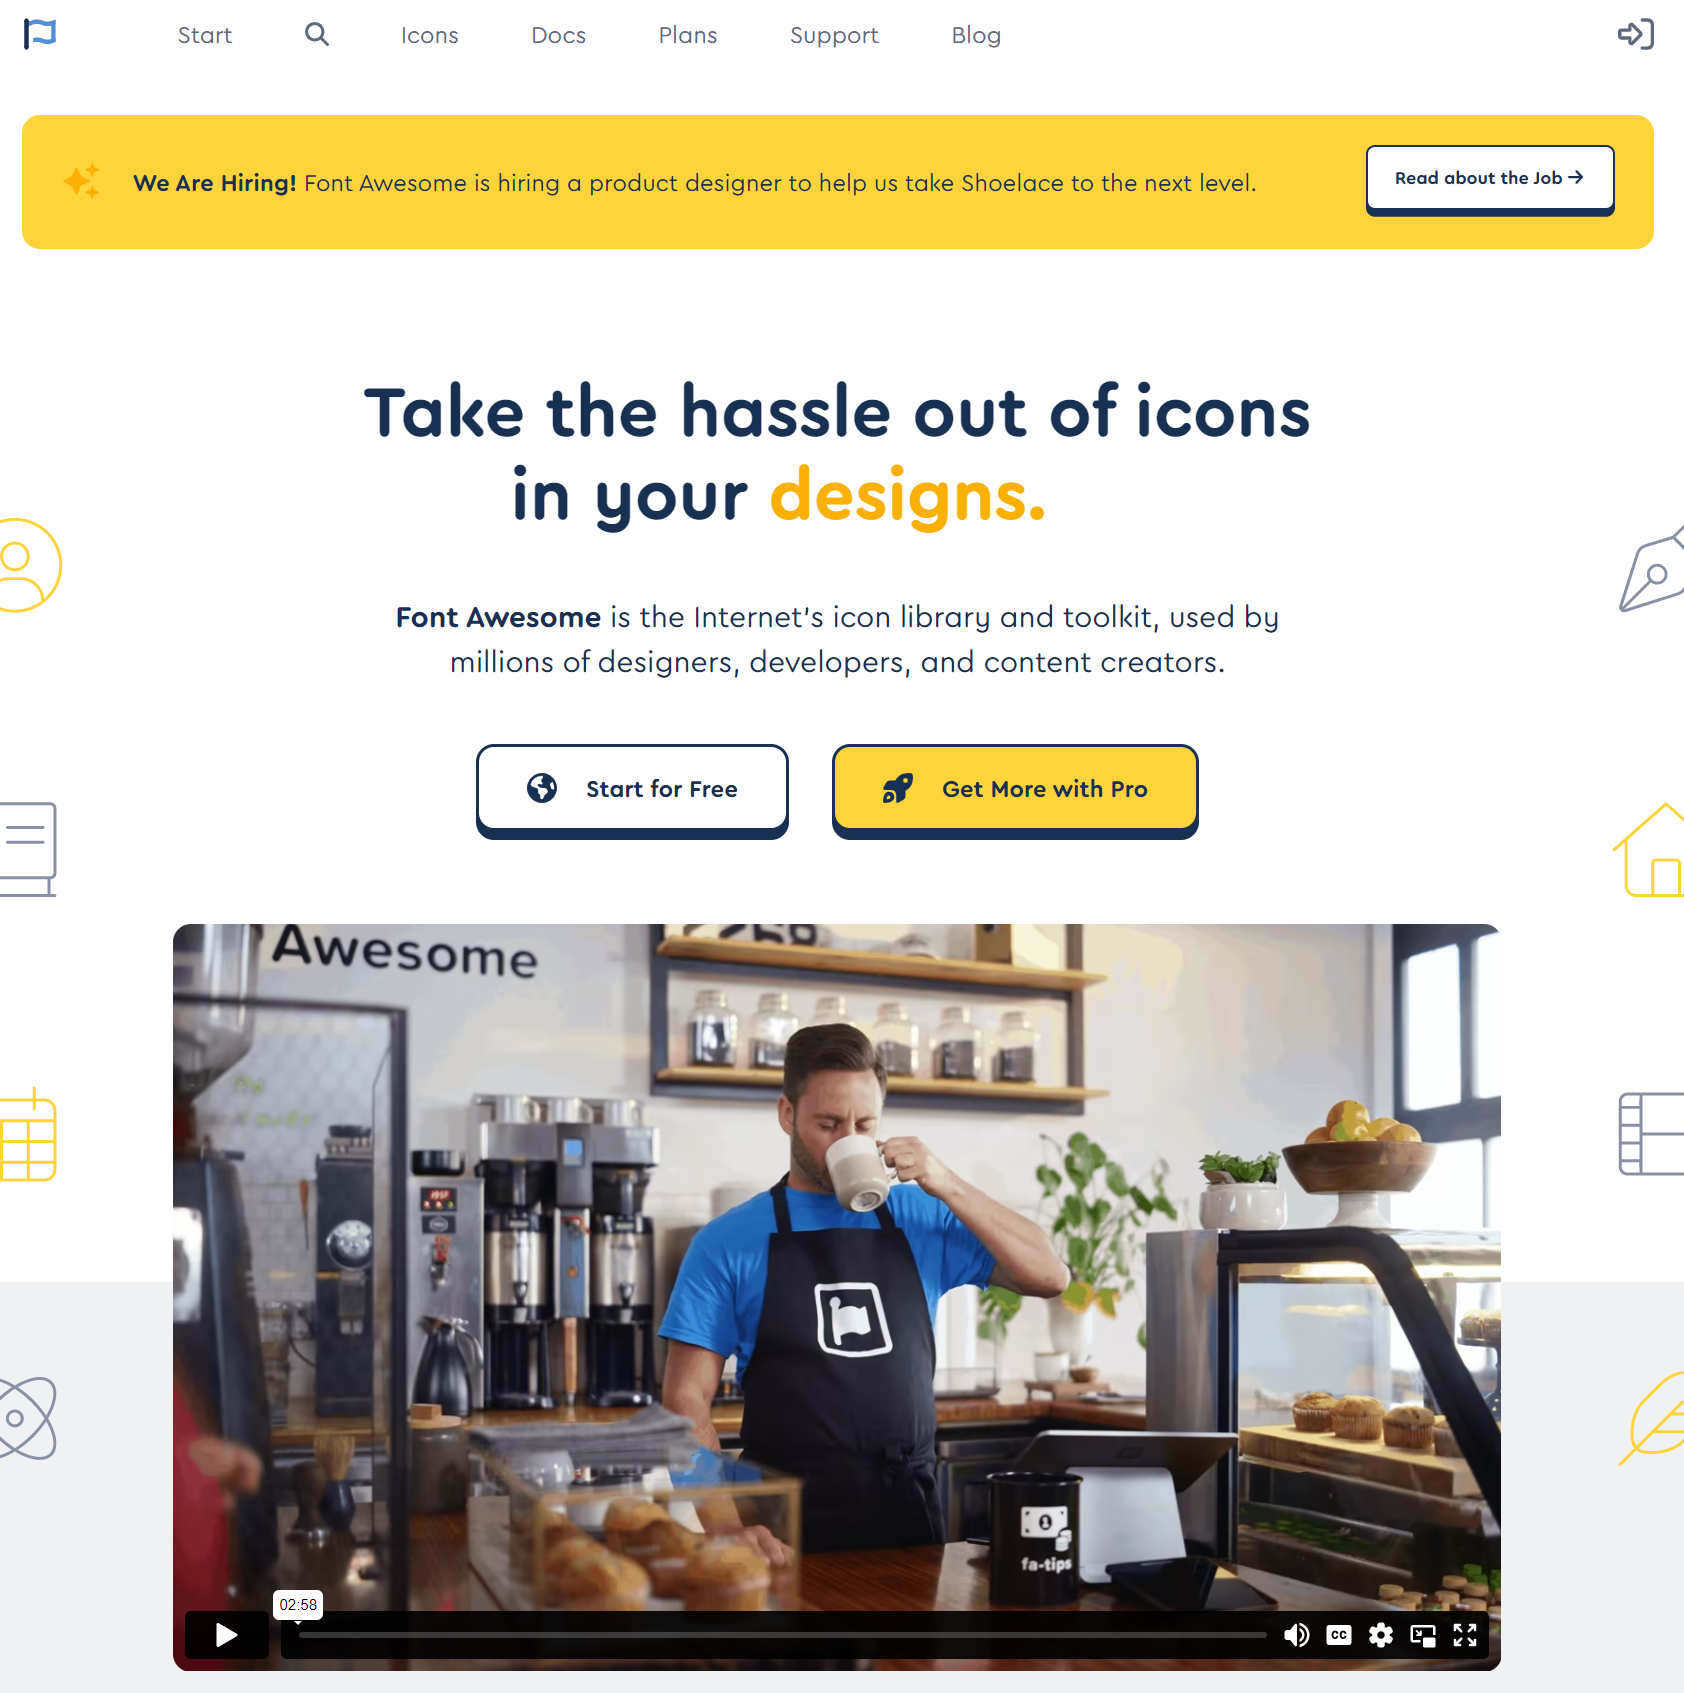 Start
Icons
Docs
Plans
Support
Blog
We Are Hiring! Font Awesome is hiring a product designer to help us take Shoelace to the next level.
Read about the Job
Take the hassle out of icons
in your designs.
Font Awesome is the Internet's icon library and toolkit, used by
millions of designers, developers, and content creators.
Start for Free
Get More with Pro
Awesome
fa-tips
02:58
CC